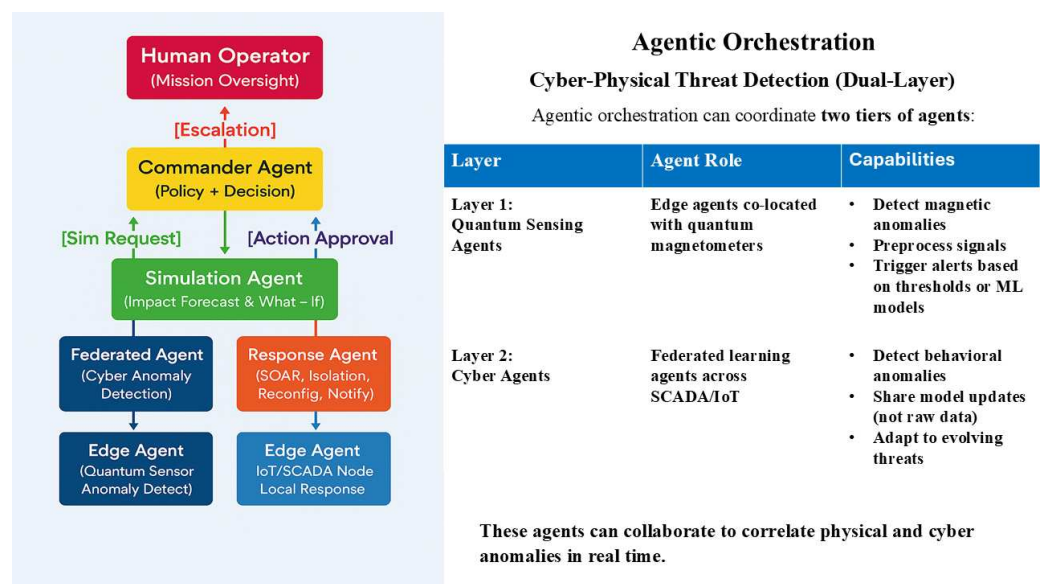 Human Operator
(Mission Oversight)
[Escalation]
Commander Agent
(Policy + Decision)
[Sim Request]
[Action Approval
Simulation Agent
(Impact Forecast & What – If)
Federated Agent
(Cyber Anomaly
Detection)
Response Agent
(SOAR, Isolation,
Reconfig, Notify)
Edge Agent
(Quantum Sensor
Anomaly Detect)
Edge Agent
IoT/SCADA Node
Local Response
Agentic Orchestration
Cyber-Physical Threat Detection (Dual-Layer)
Agentic orchestration can coordinate two tiers of agents:
Layer
Agent Role
Capabilities
Layer 1:
Quantum Sensing
Agents
Edge agents co-located
with quantum
magnetometers
• Detect magnetic
anomalies
• Preprocess signals
• Trigger alerts based
on thresholds or ML
models
Layer 2:
Cyber Agents
Federated learning
agents across
SCADA/IoT
• Detect behavioral
anomalies
• Share model updates
(not raw data)
• Adapt to evolving
threats
These agents can collaborate to correlate physical and cyber
anomalies in real time.